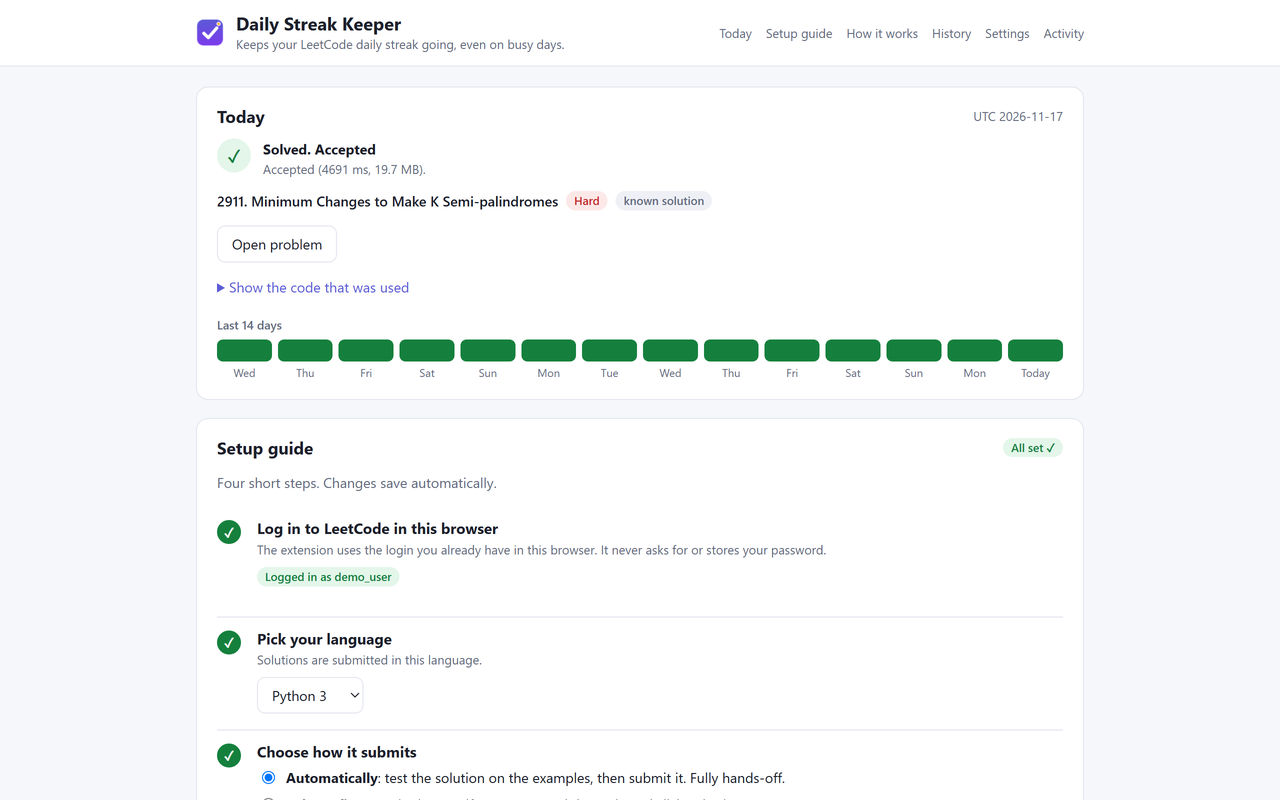 Daily Streak Keeper
Keeps your LeetCode daily streak going, even on busy days.
Today Setup guide How it works History Settings Activity
Today
UTC 2026-11-17
✓ Solved. Accepted
Accepted (4691 ms, 19.7 MB).
2911. Minimum Changes to Make K Semi-palindromes Hard known solution
Open problem
▶ Show the code that was used
Last 14 days
Wed Thu Fri Sat Sun Mon Tue Wed Thu Fri Sat Sun Mon Today
Setup guide
All set ✓
Four short steps. Changes save automatically.
✓ Log in to LeetCode in this browser
The extension uses the login you already have in this browser. It never asks for or stores your password.
Logged in as demo_user
✓ Pick your language
Solutions are submitted in this language.
Python 3
✓ Choose how it submits
Automatically: test the solution on the examples, then submit it. Fully hands-off.